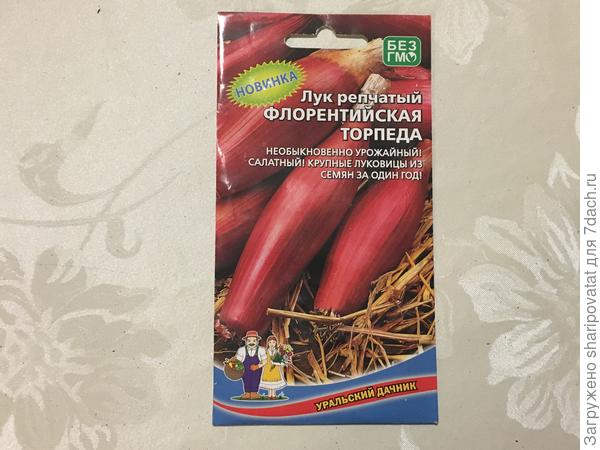 БЕЗ
ГМО
НОВИНКА
Лук репчатый
ФЛОРЕНТИЙСКАЯ
ТОРПЕДА
НЕОБЫКНОВЕННО УРОЖАЙНЫЙ!
САЛАТНЫЙ! КРУПНЫЕ ЛУКОВИЦЫ ИЗ
СЕМЯН ЗА ОДИН ГОД!
УРАЛЬСКИЙ ДАЧНИК
Загружено sharipovatat для 7dach.ru